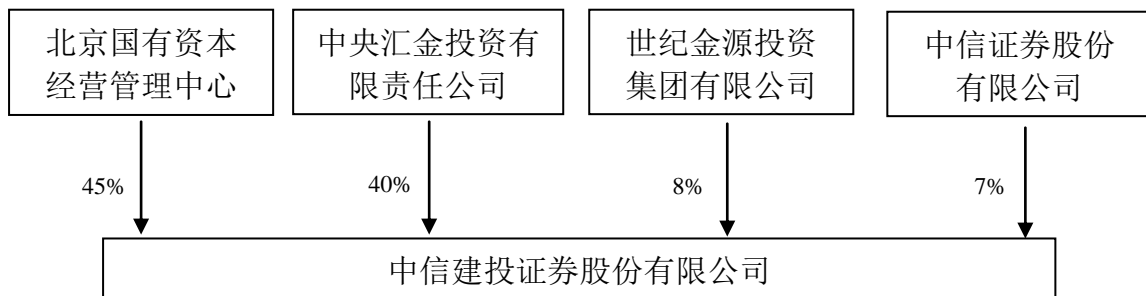 北京国有资本
经营管理中心
中央汇金投资有
限责任公司
世纪金源投资
集团有限公司
中信证券股份
有限公司
45%
40%
8%
7%
中信建投证券股份有限公司